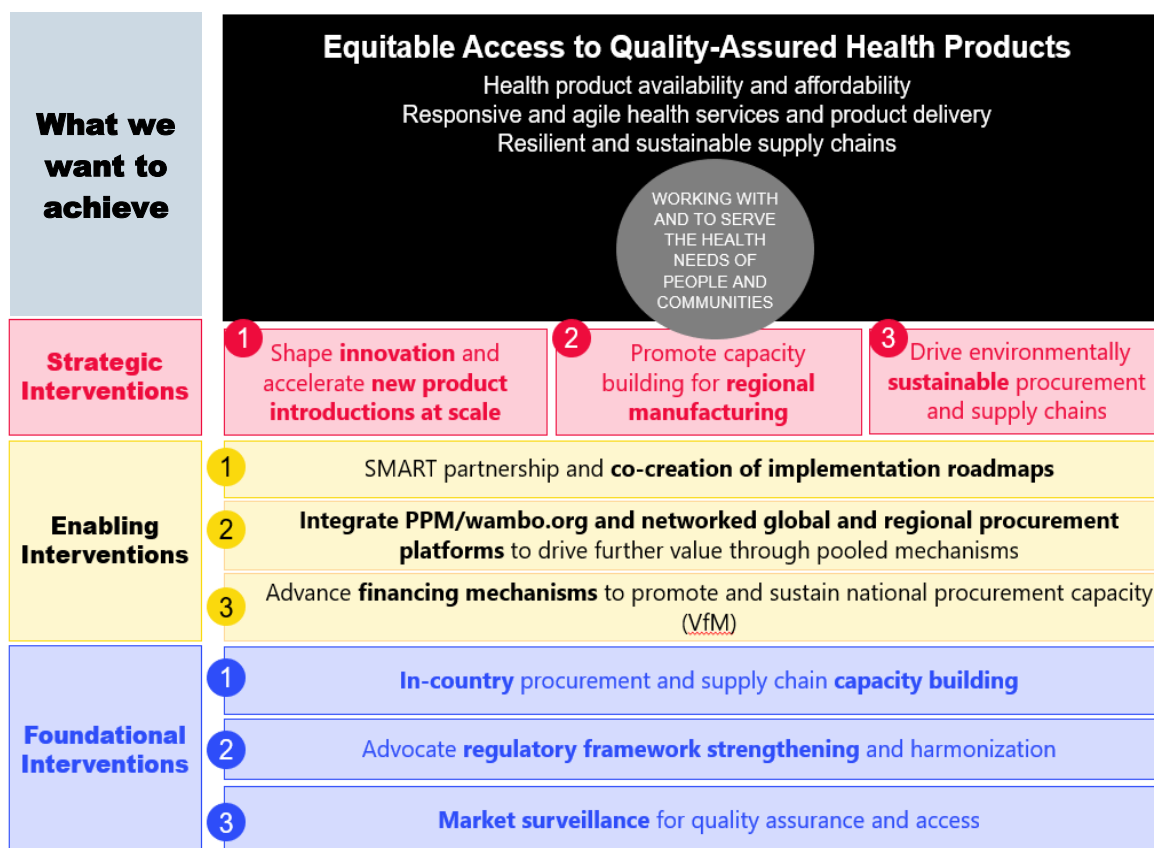 What we
want to
achieve
Equitable Access to Quality-Assured Health Products
Health product availability and affordability
Responsive and agile health services and product delivery
Resilient and sustainable supply chains
WORKING WITH
AND TO SERVE
THE HEALTH
NEEDS OF
PEOPLE AND
COMMUNITIES
Strategic
Interventions
1
Shape innovation and
accelerate new product
introductions at scale
2
Promote capacity
building for regional
manufacturing
3
Drive environmentally
sustainable procurement
and supply chains
Enabling
Interventions
1
SMART partnership and co-creation of implementation roadmaps
2
Integrate PPM/wambo.org and networked global and regional procurement
platforms to drive further value through pooled mechanisms
3
Advance financing mechanisms to promote and sustain national procurement capacity
(VfM)
Foundational
Interventions
1
In-country procurement and supply chain capacity building
2
Advocate regulatory framework strengthening and harmonization
3
Market surveillance for quality assurance and access